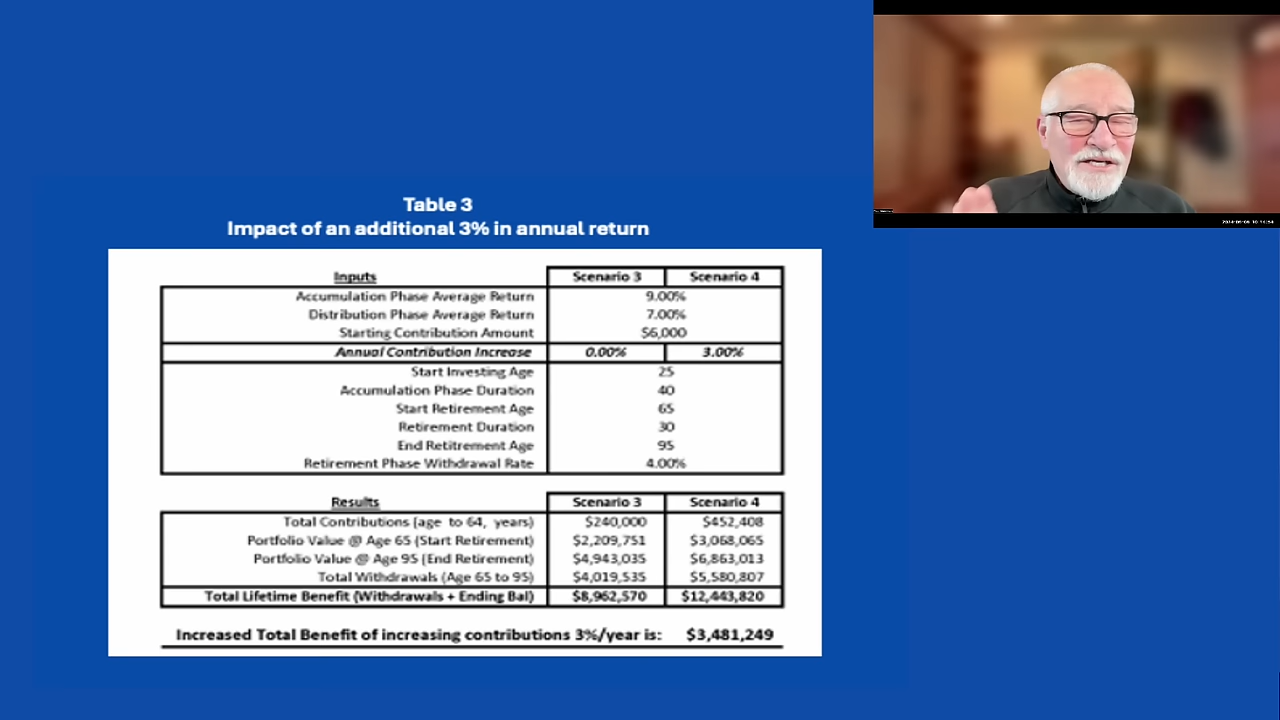 Table 3
Impact of an additional 3% in annual return
Inputs Scenario 3 Scenario 4
Accumulation Phase Average Return 9.00%
Distribution Phase Average Return 7.00%
Starting Contribution Amount $6,000
Annual Contribution Increase 0.00% 3.00%
Start Investing Age 25
Accumulation Phase Duration 40
Start Retirement Age 65
Retirement Duration 30
End Retitrement Age 95
Retirement Phase Withdrawal Rate 4.00%
Results Scenario 3 Scenario 4
Total Contributions (age to 64, years) $240,000 $452,408
Portfolio Value @ Age 65 (Start Retirement) $2,209,751 $3,068,065
Portfolio Value @ Age 95 (End Retirement) $4,943,035 $6,863,013
Total Withdrawals (Age 65 to 95) $4,019,535 $5,580,807
Total Lifetime Benefit (Withdrawals + Ending Bal) $8,962,570 $12,443,820
Increased Total Benefit of increasing contributions 3%/year is: $3,481,249